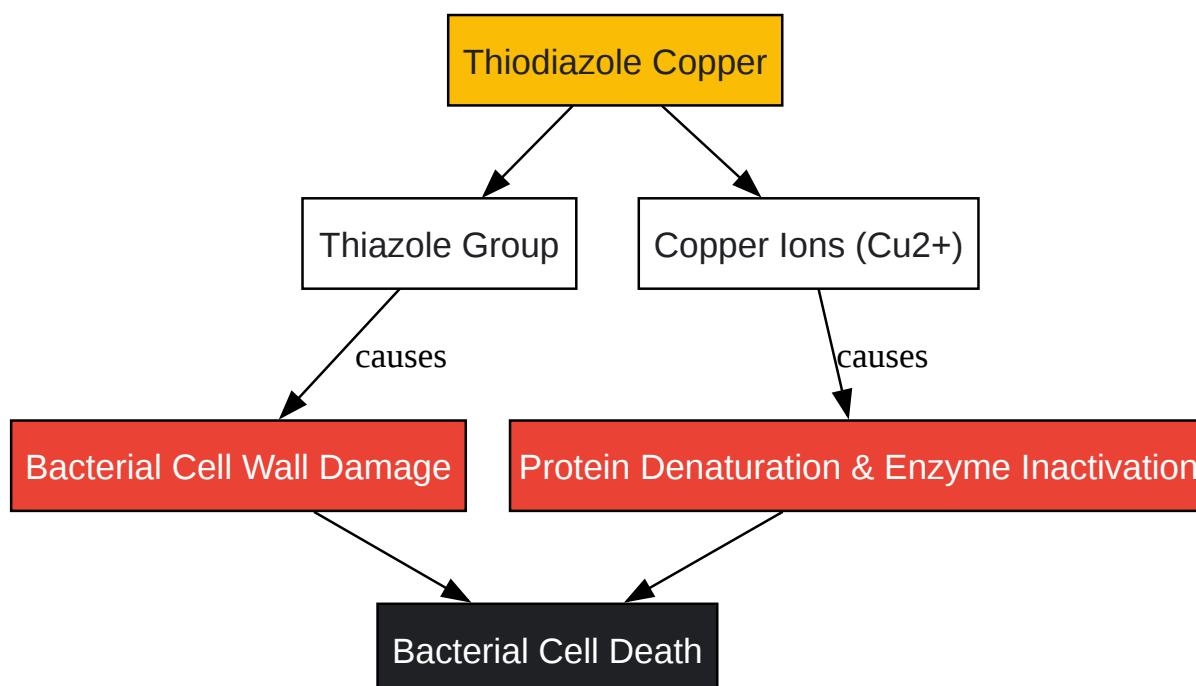 Thiodiazole Copper
Thiazole Group
Copper Ions (Cu2+)
causes
causes
Bacterial Cell Wall Damage
Protein Denaturation & Enzyme Inactivation
Bacterial Cell Death